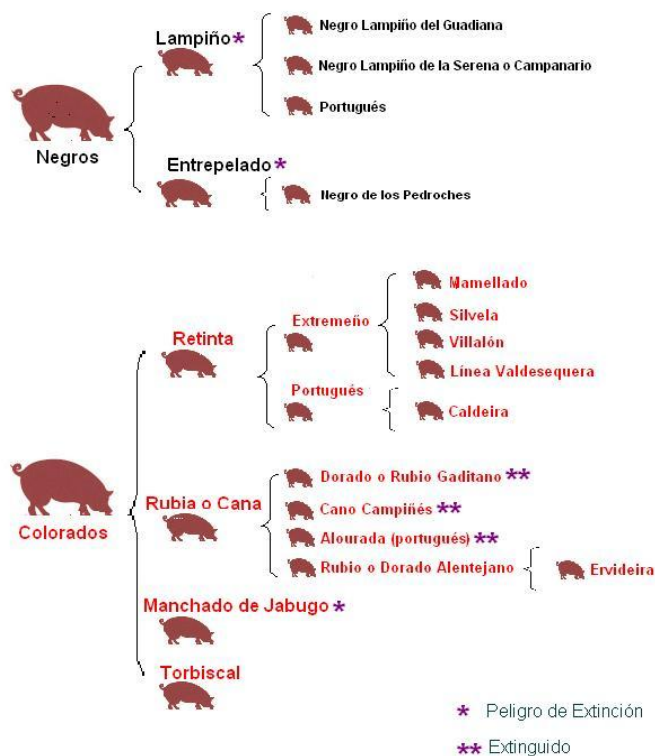 Lampiño*
Negro Lampiño del Guadiana
Negro Lampiño de la Serena o Campanario
Portugués
Negros
Entrepelado*
Negro de los Pedroches
Retinta
Extremeño
Mamellado
Silvela
Villalón
Línea Valdesequera
Portugués
Caldeira
Colorados
Rubia o Cana
Dorado o Rubio Gaditano **
Cano Campiñés **
Alourada (portugués) **
Rubio o Dorado Alentejano
Ervideira
Manchado de Jabugo *
Torbiscal
* Peligro de Extinción
** Extinguido